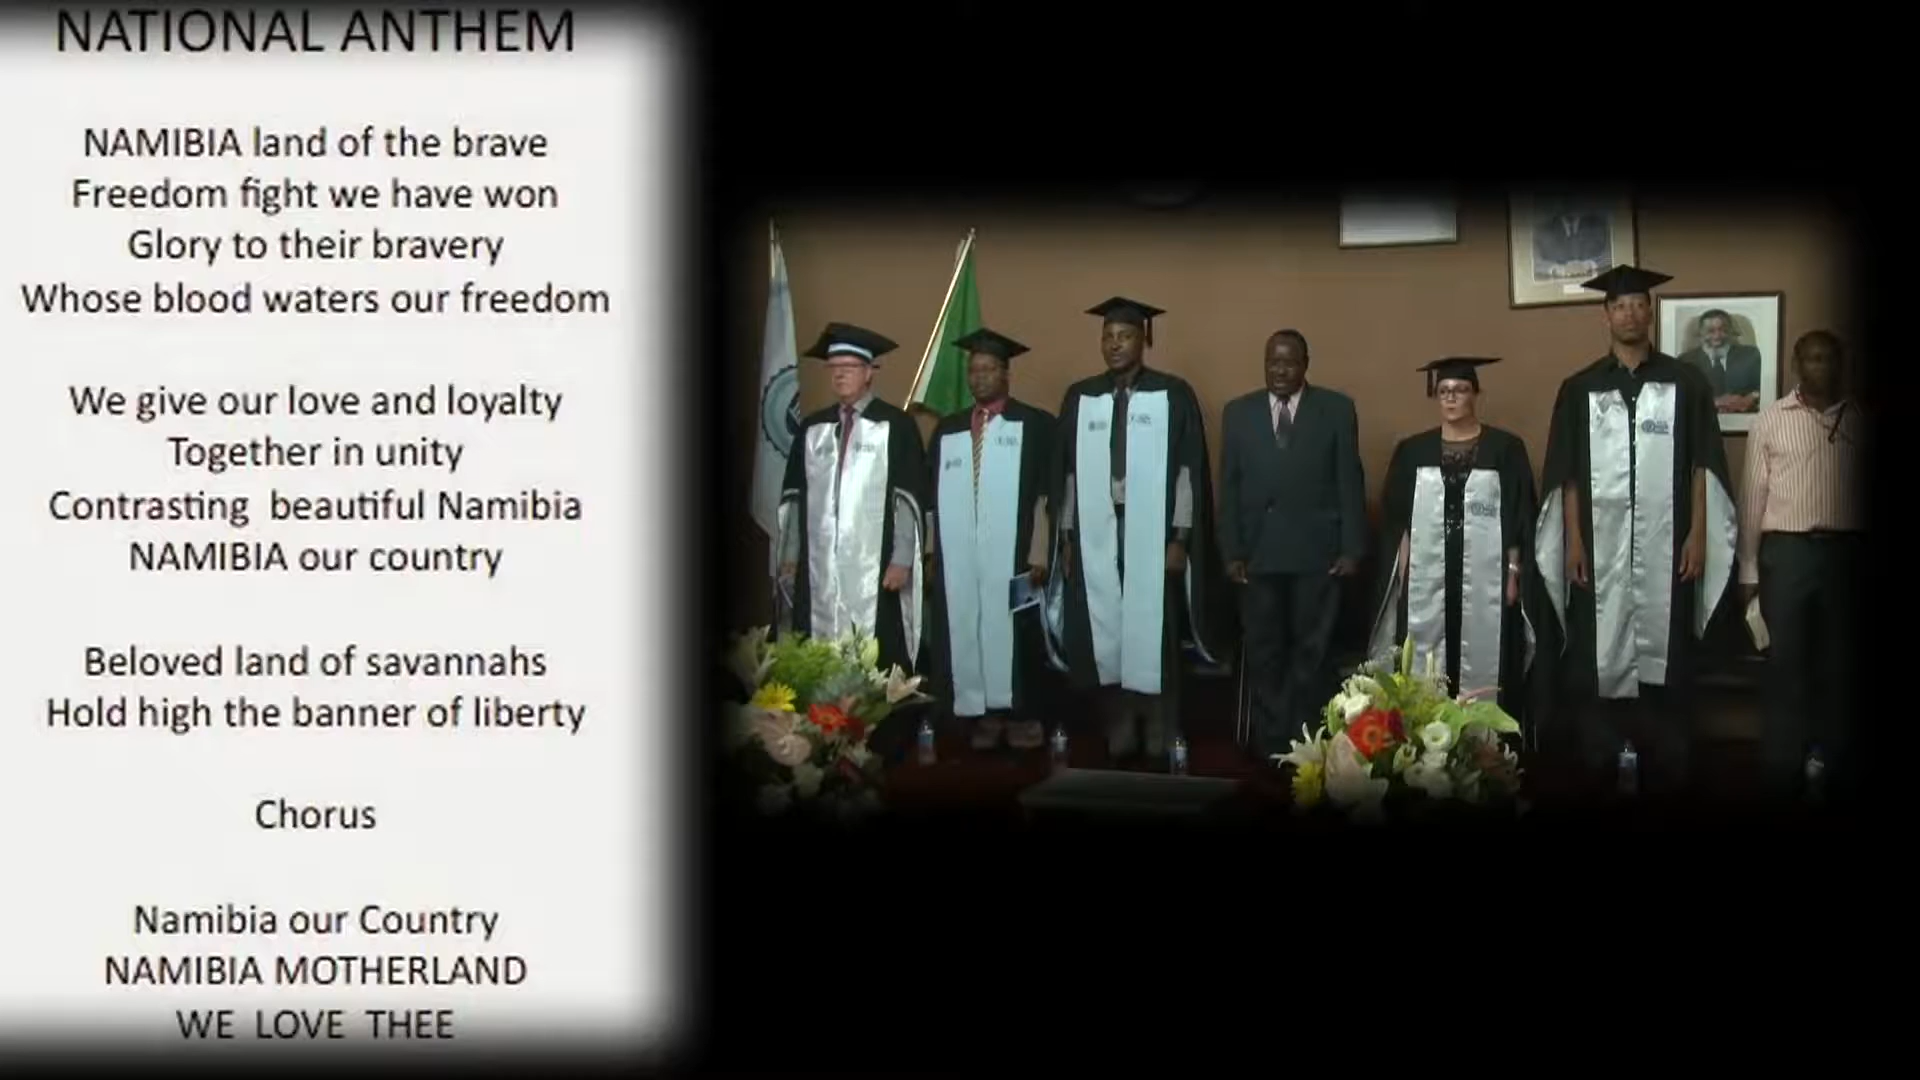 NATIONAL ANTHEM
NAMIBIA land of the brave
Freedom fight we have won
Glory to their bravery
Whose blood waters our freedom
We give our love and loyalty
Together in unity
Contrasting beautiful Namibia
NAMIBIA our country
Beloved land of savannahs
Hold high the banner of liberty
Chorus
Namibia our Country
NAMIBIA MOTHERLAND
WE LOVE THEE